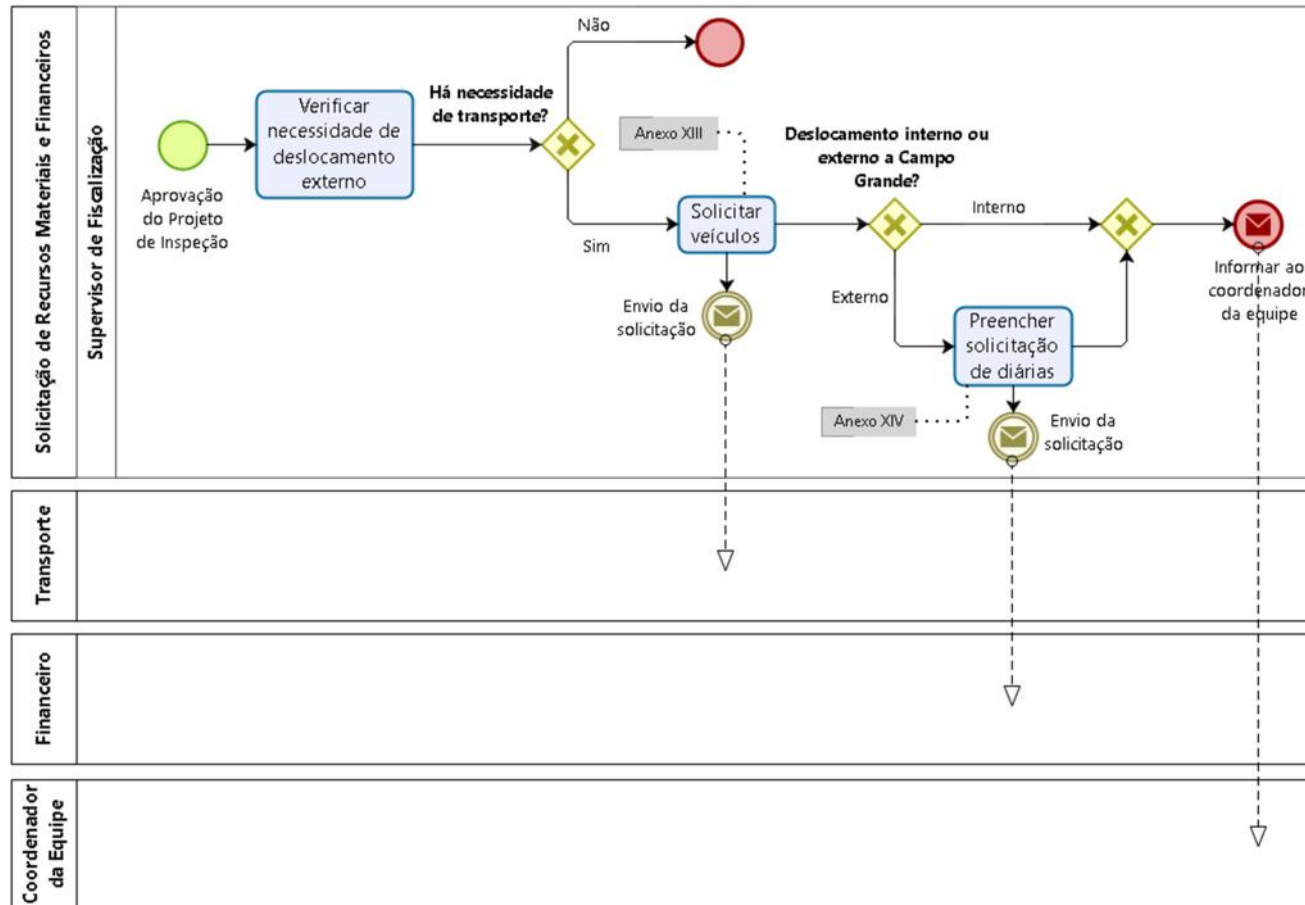 Solicitação de Recursos Materiais e Financeiros
Supervisor de Fiscalização
Aprovação
do Projeto
de Inspeção
Verificar
necessidade de
deslocamento
externo
Há necessidade
de transporte?
Não
Sim
Anexo XIII
Solicitar
veículos
Envio da
solicitação
Deslocamento interno ou
externo a Campo
Grande?
Interno
Externo
Preencher
solicitação
de diárias
Anexo XIV
Envio da
solicitação
Informar ao
coordenador
da equipe
Transporte
Financeiro
Coordenador
da Equipe